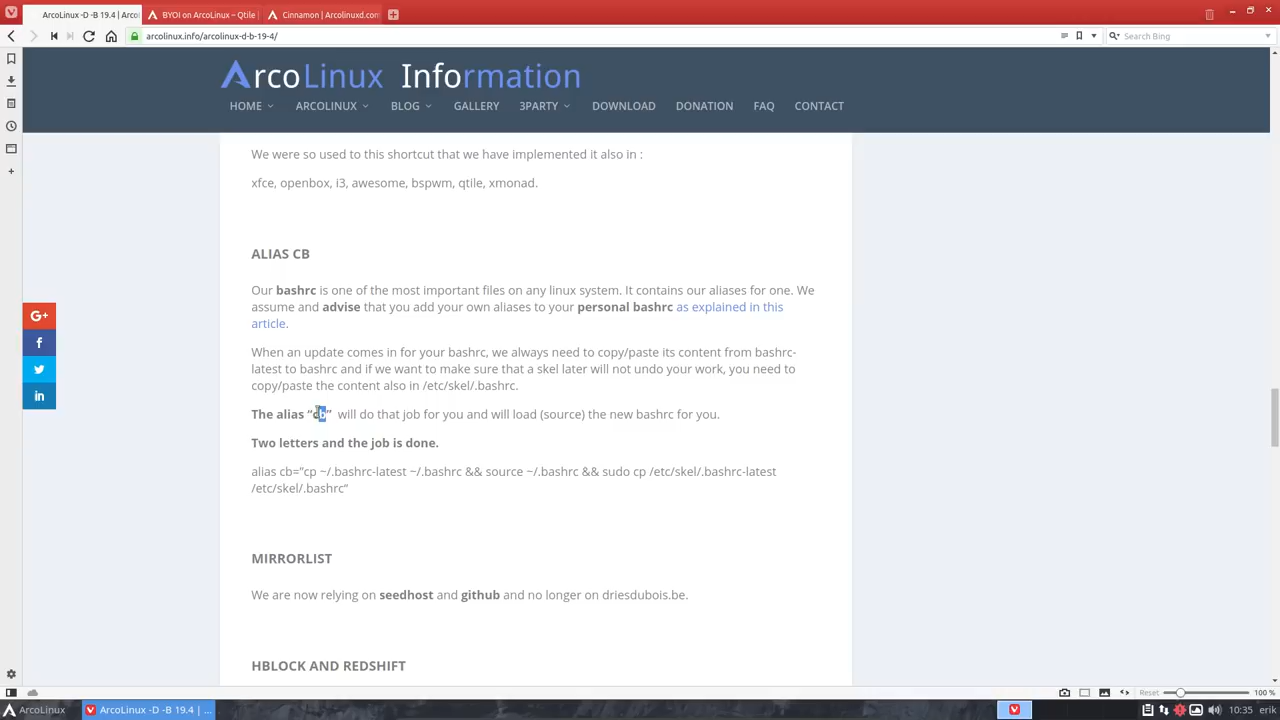 ArcoLinux -D -B 19.4 | Arco
BYOI on ArcoLinux – Qtile |
Cinnamon | Arcolinuxd.con
arcolinux.info/arcolinux-d-b-19-4/
Search Bing
ArcoLinux Information
HOME ARCOLINUX BLOG GALLERY 3PARTY DOWNLOAD DONATION FAQ CONTACT
We were so used to this shortcut that we have implemented it also in :
xfce, openbox, i3, awesome, bspwm, qtile, xmonad.
ALIAS CB
Our bashrc is one of the most important files on any linux system. It contains our aliases for one. We
assume and advise that you add your own aliases to your personal bashrc as explained in this
article.
When an update comes in for your bashrc, we always need to copy/paste its content from bashrc-
latest to bashrc and if we want to make sure that a skel later will not undo your work, you need to
copy/paste the content also in /etc/skel/.bashrc.
The alias “cb” will do that job for you and will load (source) the new bashrc for you.
Two letters and the job is done.
alias cb=”cp ~/.bashrc-latest ~/.bashrc && source ~/.bashrc && sudo cp /etc/skel/.bashrc-latest
/etc/skel/.bashrc”
MIRRORLIST
We are now relying on seedhost and github and no longer on driesdubois.be.
HBLOCK AND REDSHIFT
G+
f
in
Reset 100 %
ArcoLinux
ArcoLinux -D -B 19.4 | ...
10:35 erik